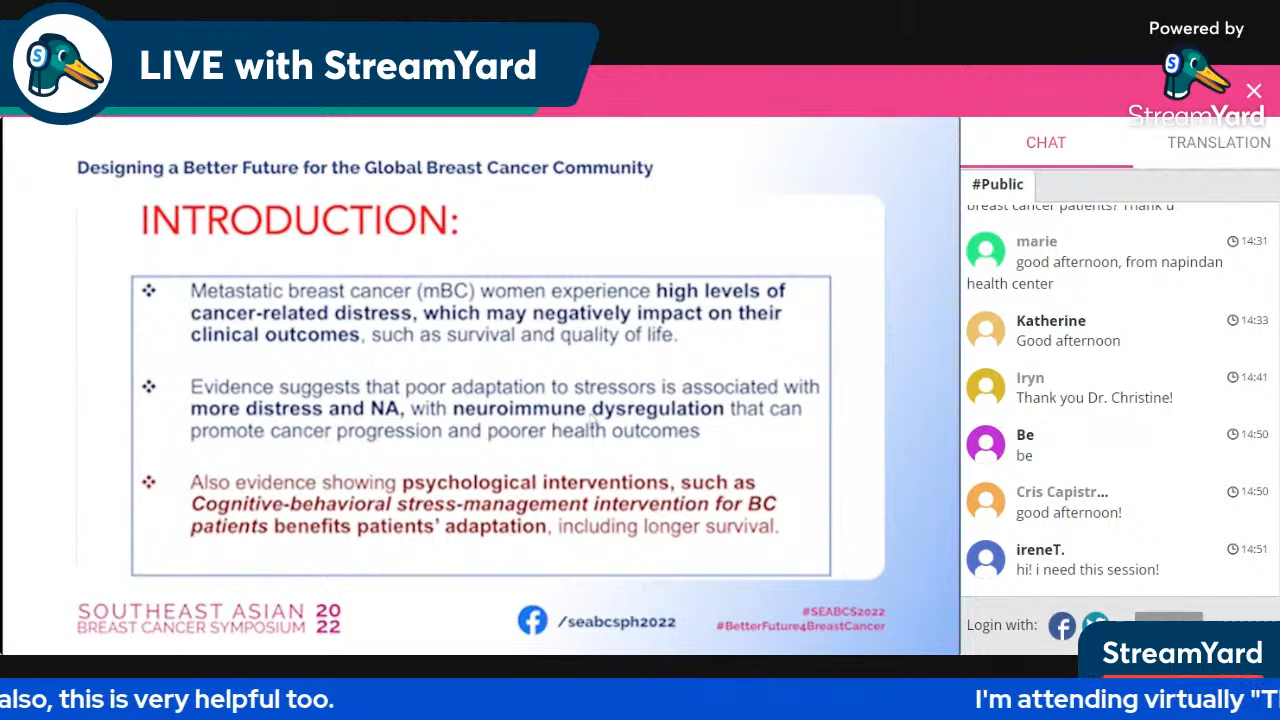 LIVE with StreamYard
Powered by
StreamYard
Designing a Better Future for the Global Breast Cancer Community
INTRODUCTION:
❖ Metastatic breast cancer (mBC) women experience high levels of
cancer-related distress, which may negatively impact on their
clinical outcomes, such as survival and quality of life.
❖ Evidence suggests that poor adaptation to stressors is associated with
more distress and NA, with neuroimmune dysregulation that can
promote cancer progression and poorer health outcomes
❖ Also evidence showing psychological interventions, such as
Cognitive-behavioral stress-management intervention for BC
patients benefits patients' adaptation, including longer survival.
SOUTHEAST ASIAN 20
BREAST CANCER SYMPOSIUM 22
/seabcsph2022
#SEABCS2022
#BetterFuture4BreastCancer
CHAT TRANSLATION
#Public
breast cancer patients? Thank u
marie 14:31
good afternoon, from napindan
health center
Katherine 14:33
Good afternoon
Iryn 14:41
Thank you Dr. Christine!
Be 14:50
be
Cris Capistr... 14:50
good afternoon!
ireneT. 14:51
hi! i need this session!
Login with:
StreamYard
also, this is very helpful too.
I'm attending virtually "T